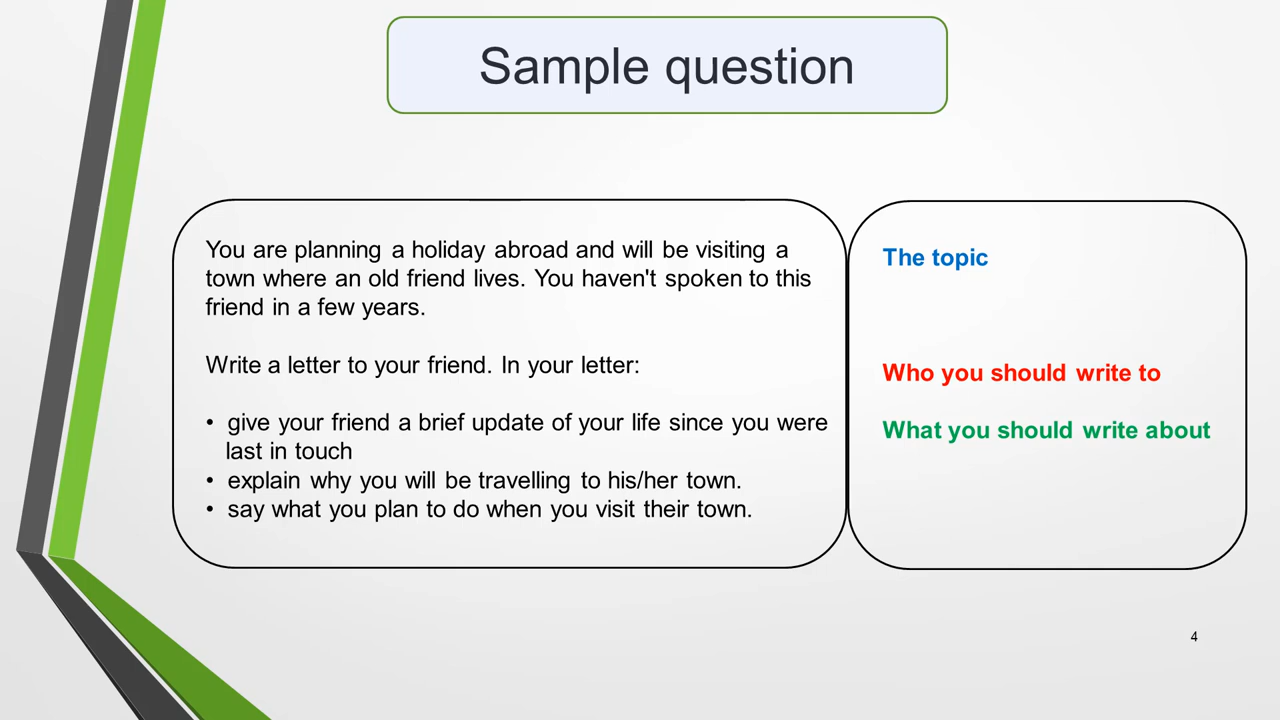 Sample question
You are planning a holiday abroad and will be visiting a
town where an old friend lives. You haven't spoken to this
friend in a few years.
Write a letter to your friend. In your letter:
• give your friend a brief update of your life since you were
last in touch
• explain why you will be travelling to his/her town.
• say what you plan to do when you visit their town.
The topic
Who you should write to
What you should write about
4